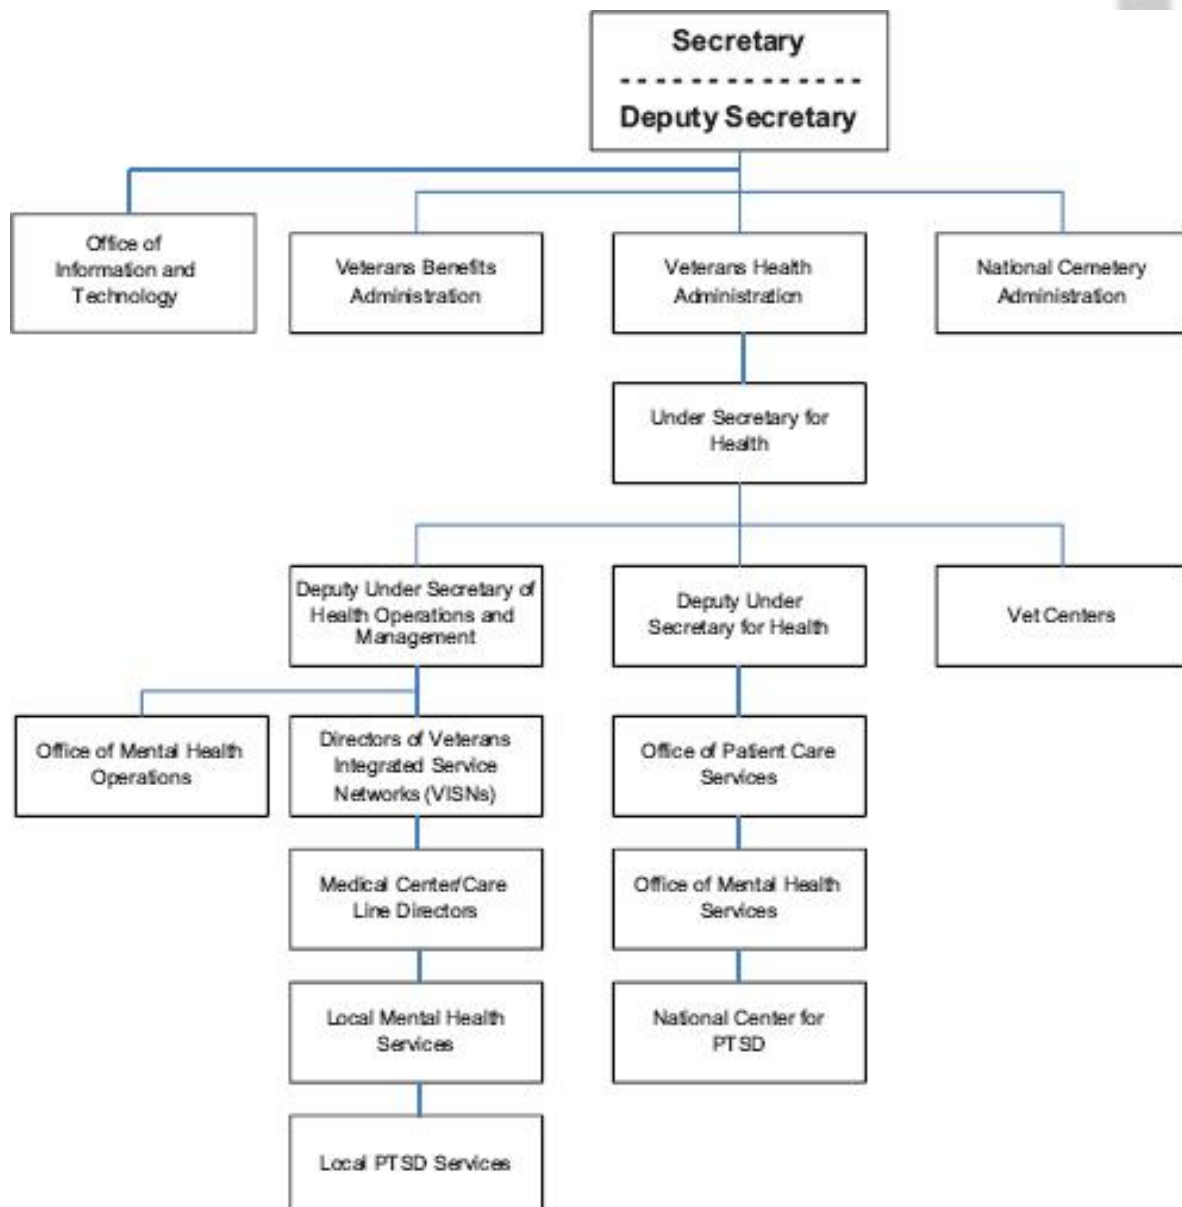 Secretary
Deputy Secretary
Office of
Information and
Technology
Veterans Benefits
Administration
Veterans Health
Administration
National Cemetery
Administration
Under Secretary for
Health
Deputy Under Secretary of
Health Operations and
Management
Deputy Under
Secretary for Health
Vet Centers
Office of Mental Health
Operations
Directors of Veterans
Integrated Service
Networks (VISNs)
Office of Patient Care
Services
Medical Center/Care
Line Directors
Office of Mental Health
Services
Local Mental Health
Services
National Center for
PTSD
Local PTSD Services